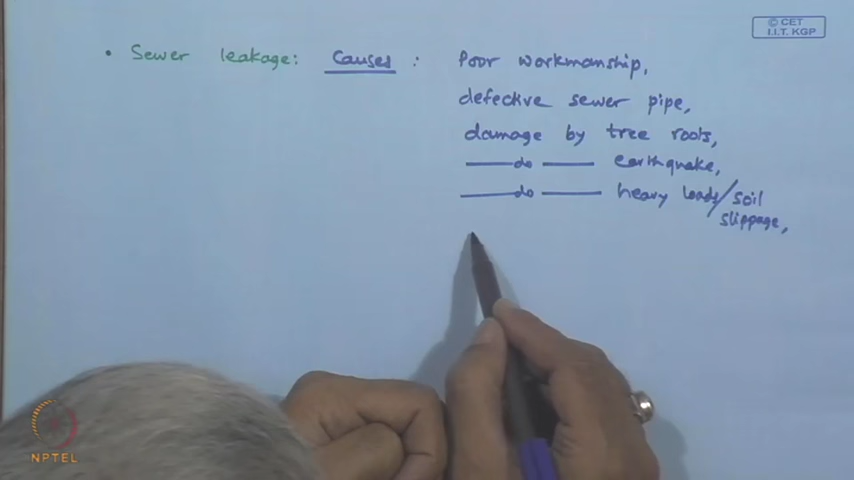 © CET
I.I.T. KGP
• Sewer leakage: Causes : Poor workmanship,
defective sewer pipe,
damage by tree roots,
—do— earthquake,
—do— heavy loads/soil
slippage,
NPTEL